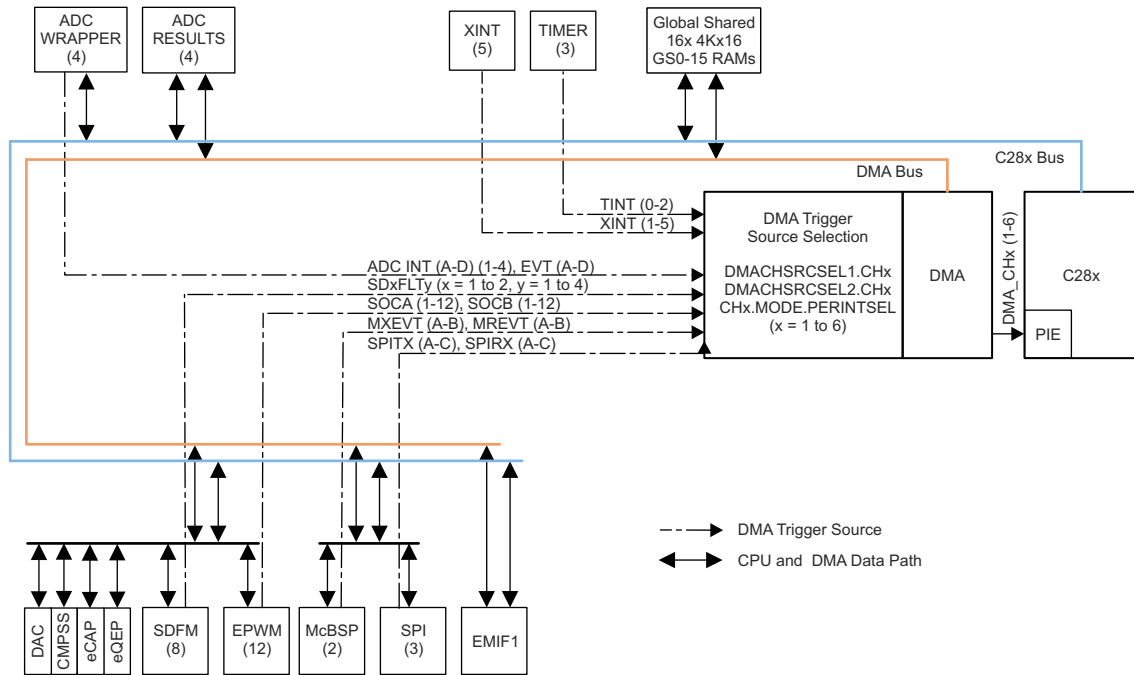 ADC
WRAPPER
(4)
ADC
RESULTS
(4)
XINT
(5)
TIMER
(3)
Global Shared
16x 4Kx16
GS0-15 RAMs
C28x Bus
DMA Bus
TINT (0-2)
XINT (1-5)
ADC INT (A-D) (1-4), EVT (A-D)
SDxFLTy (x = 1 to 2, y = 1 to 4)
SOCA (1-12), SOCB (1-12)
MXEVT (A-B), MREVT (A-B)
SPITX (A-C), SPIRX (A-C)
DMA Trigger
Source Selection
DMACHSRCSEL1.CHx
DMACHSRCSEL2.CHx
CHx.MODE.PERINTSEL
(x = 1 to 6)
DMA
DMA_CHx (1-6)
C28x
PIE
DMA Trigger Source
CPU and DMA Data Path
DAC
CMPSS
eCAP
eQEP
SDFM
(8)
EPWM
(12)
McBSP
(2)
SPI
(3)
EMIF1